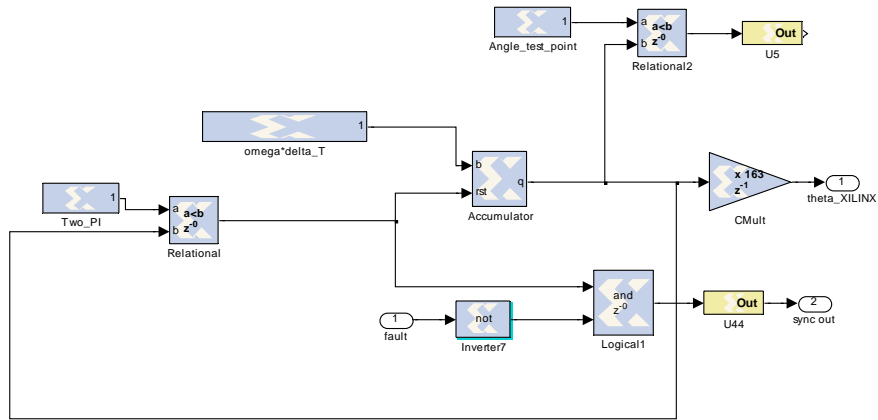 1
Angle_test_point
a
b
a<b
z-0
Relational2
Out
U5
1
omega*delta_T
b
rst
q
Accumulator
x 163
z-1
CMult
1
theta_XILINX
1
Two_PI
a
b
a<b
z-0
Relational
1
fault
not
Inverter7
and
z-0
Logical1
Out
U44
2
sync out